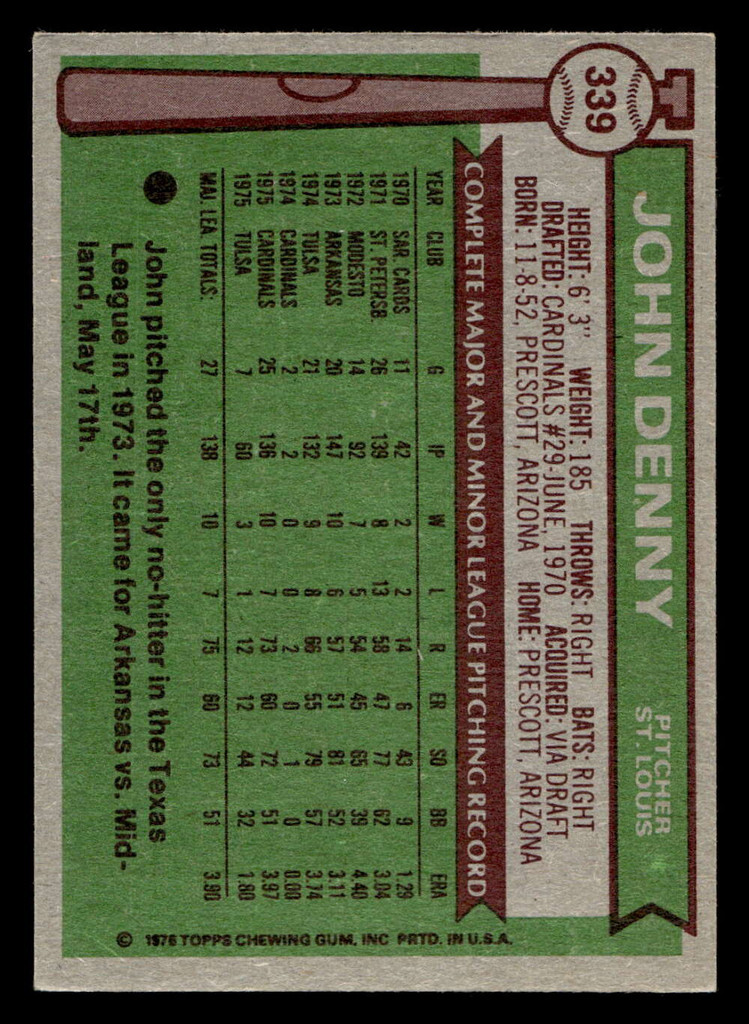 339
JOHN DENNY
PITCHER
ST. LOUIS
HEIGHT: 6' 3" WEIGHT: 185 THROWS: RIGHT BATS: RIGHT
DRAFTED: CARDINALS #29-JUNE, 1970 ACQUIRED: VIA DRAFT
BORN: 11-8-52, PRESCOTT, ARIZONA HOME: PRESCOTT, ARIZONA
COMPLETE MAJOR AND MINOR LEAGUE PITCHING RECORD
YEAR CLUB G IP W L R ER SO BB ERA
1970 SAR. CARDS 11 42 2 2 14 6 43 9 1.29
1971 ST. PETERSB. 26 139 8 13 58 47 77 62 3.04
1972 MODESTO 14 92 7 5 54 45 65 39 4.40
1973 ARKANSAS 20 147 10 6 57 51 81 52 3.11
1974 TULSA 21 132 9 8 66 55 79 57 3.74
1974 CARDINALS 2 2 0 0 2 0 1 0 0.00
1975 CARDINALS 25 136 10 7 73 60 72 51 3.97
1975 TULSA 7 60 3 1 12 12 44 32 1.80
MAJ. LEA. TOTALS: 27 138 10 7 75 60 73 51 3.90
John pitched the only no-hitter in the Texas
League in 1973. It came for Arkansas vs. Mid-
land, May 17th.
© 1976 TOPPS CHEWING GUM, INC PRTD. IN U.S.A.